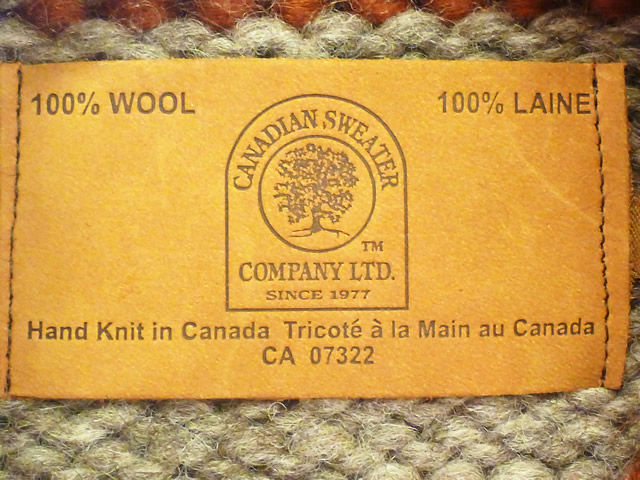 100% WOOL 100% LAINE
CANADIAN SWEATER
TM
COMPANY LTD.
SINCE 1977
Hand Knit in Canada Tricoté à la Main au Canada
CA 07322